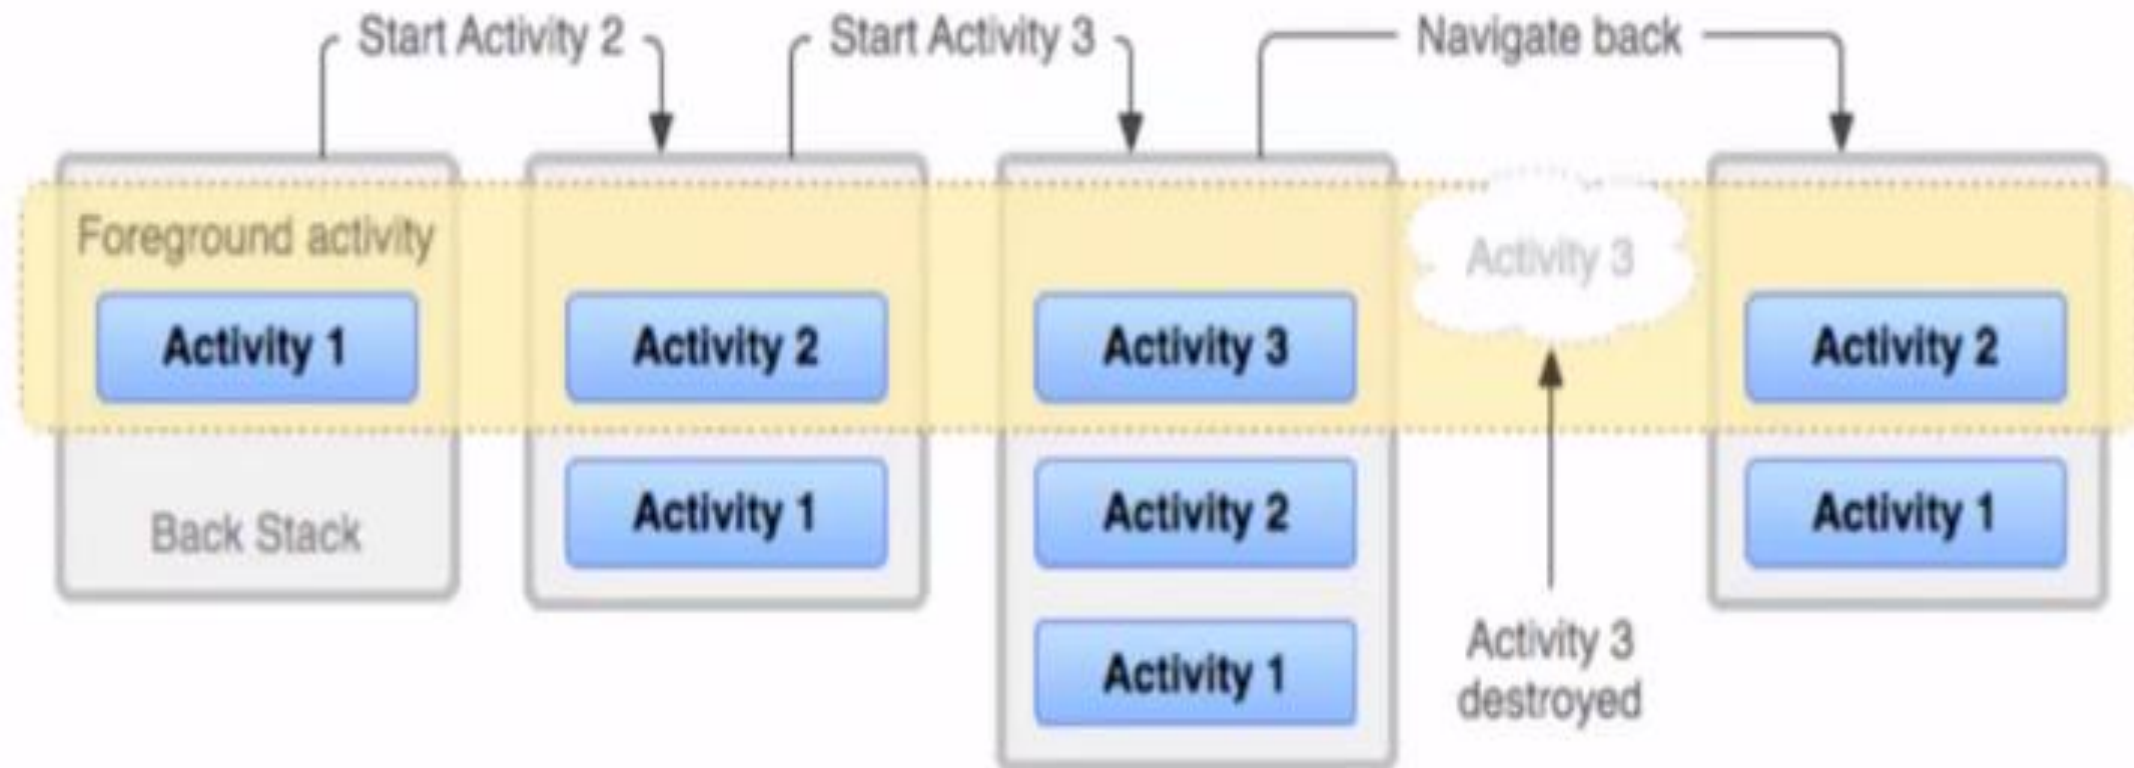 Start Activity 2
Start Activity 3
Navigate back
Foreground activity
Activity 3
Activity 1
Activity 2
Activity 3
Activity 2
Activity 1
Activity 2
Activity 1
Back Stack
Activity 1
Activity 3
destroyed